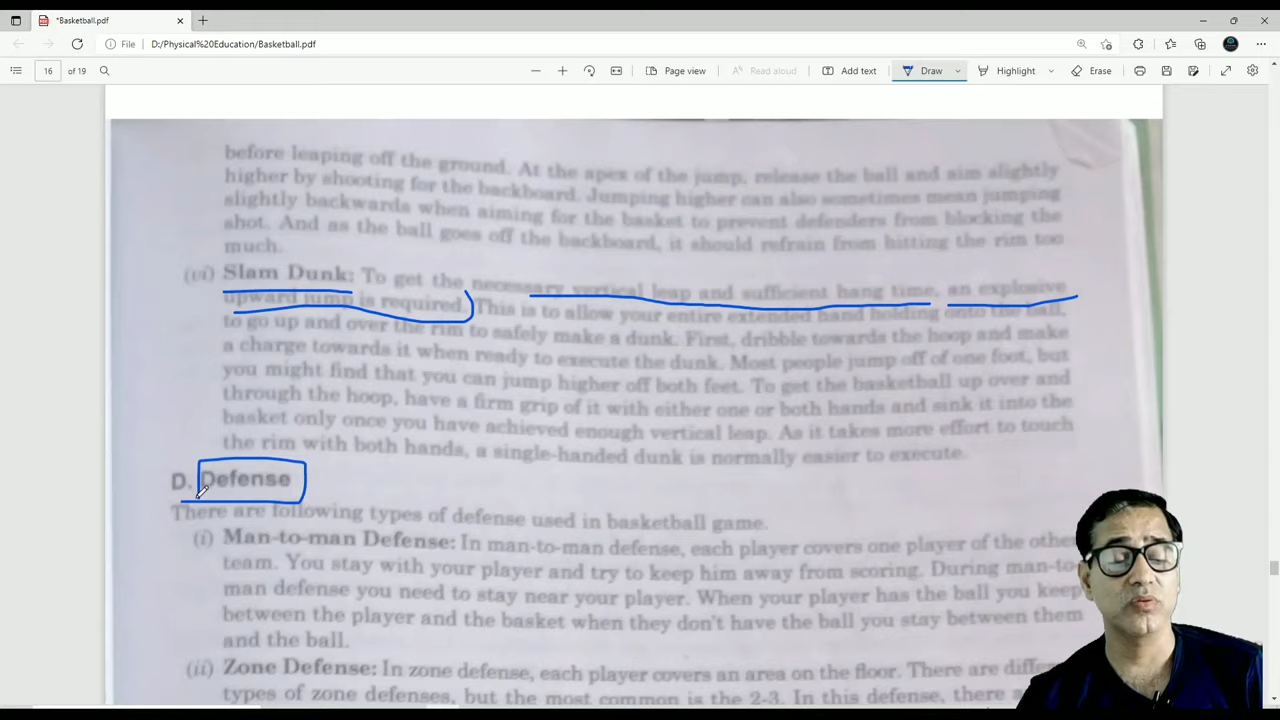 *Basketball.pdf
File D:/Physical%20Education/Basketball.pdf
16 of 19 Page view Read aloud Add text Draw Highlight Erase
before leaping off the ground. At the apex of the jump, release the ball and aim slightly
higher by shooting for the backboard. Jumping higher can also sometimes mean jumping
slightly backwards when aiming for the basket to prevent defenders from blocking the
shot. And as the ball goes off the backboard, it should refrain from hitting the rim too
much.
(vi) Slam Dunk: To get the necessary vertical leap and sufficient hang time, an explosive
upward jump is required. This is to allow your entire extended hand holding onto the ball,
to go up and over the rim to safely make a dunk. First, dribble towards the hoop and make
a charge towards it when ready to execute the dunk. Most people jump off of one foot, but
you might find that you can jump higher off both feet. To get the basketball up over and
through the hoop, have a firm grip of it with either one or both hands and sink it into the
basket only once you have achieved enough vertical leap. As it takes more effort to touch
the rim with both hands, a single-handed dunk is normally easier to execute.
D. Defense
There are following types of defense used in basketball game.
(i) Man-to-man Defense: In man-to-man defense, each player covers one player of the other
team. You stay with your player and try to keep him away from scoring. During man-to-
man defense you need to stay near your player. When your player has the ball you keep
between the player and the basket when they don't have the ball you stay between them
and the ball.
(ii) Zone Defense: In zone defense, each player covers an area on the floor. There are
types of zone defenses, but the most common is the 2-3. In this defense, there